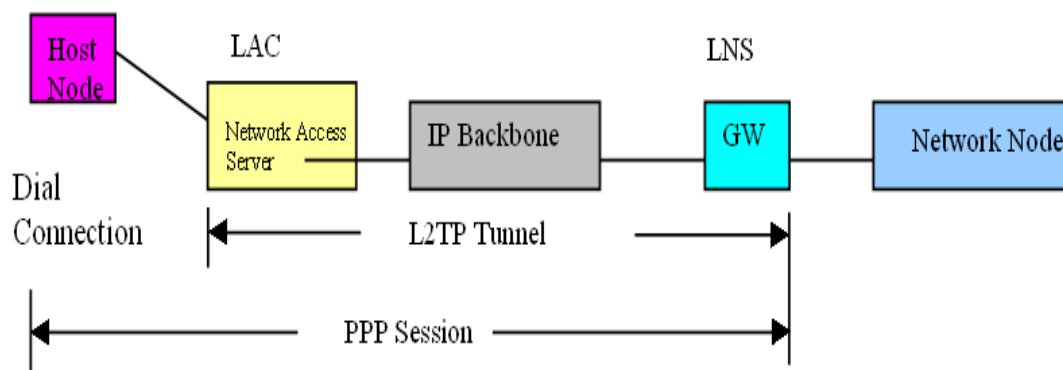 Host
Node
LAC
Network Access
Server
IP Backbone
LNS
GW
Network Node
Dial
Connection
L2TP Tunnel
PPP Session